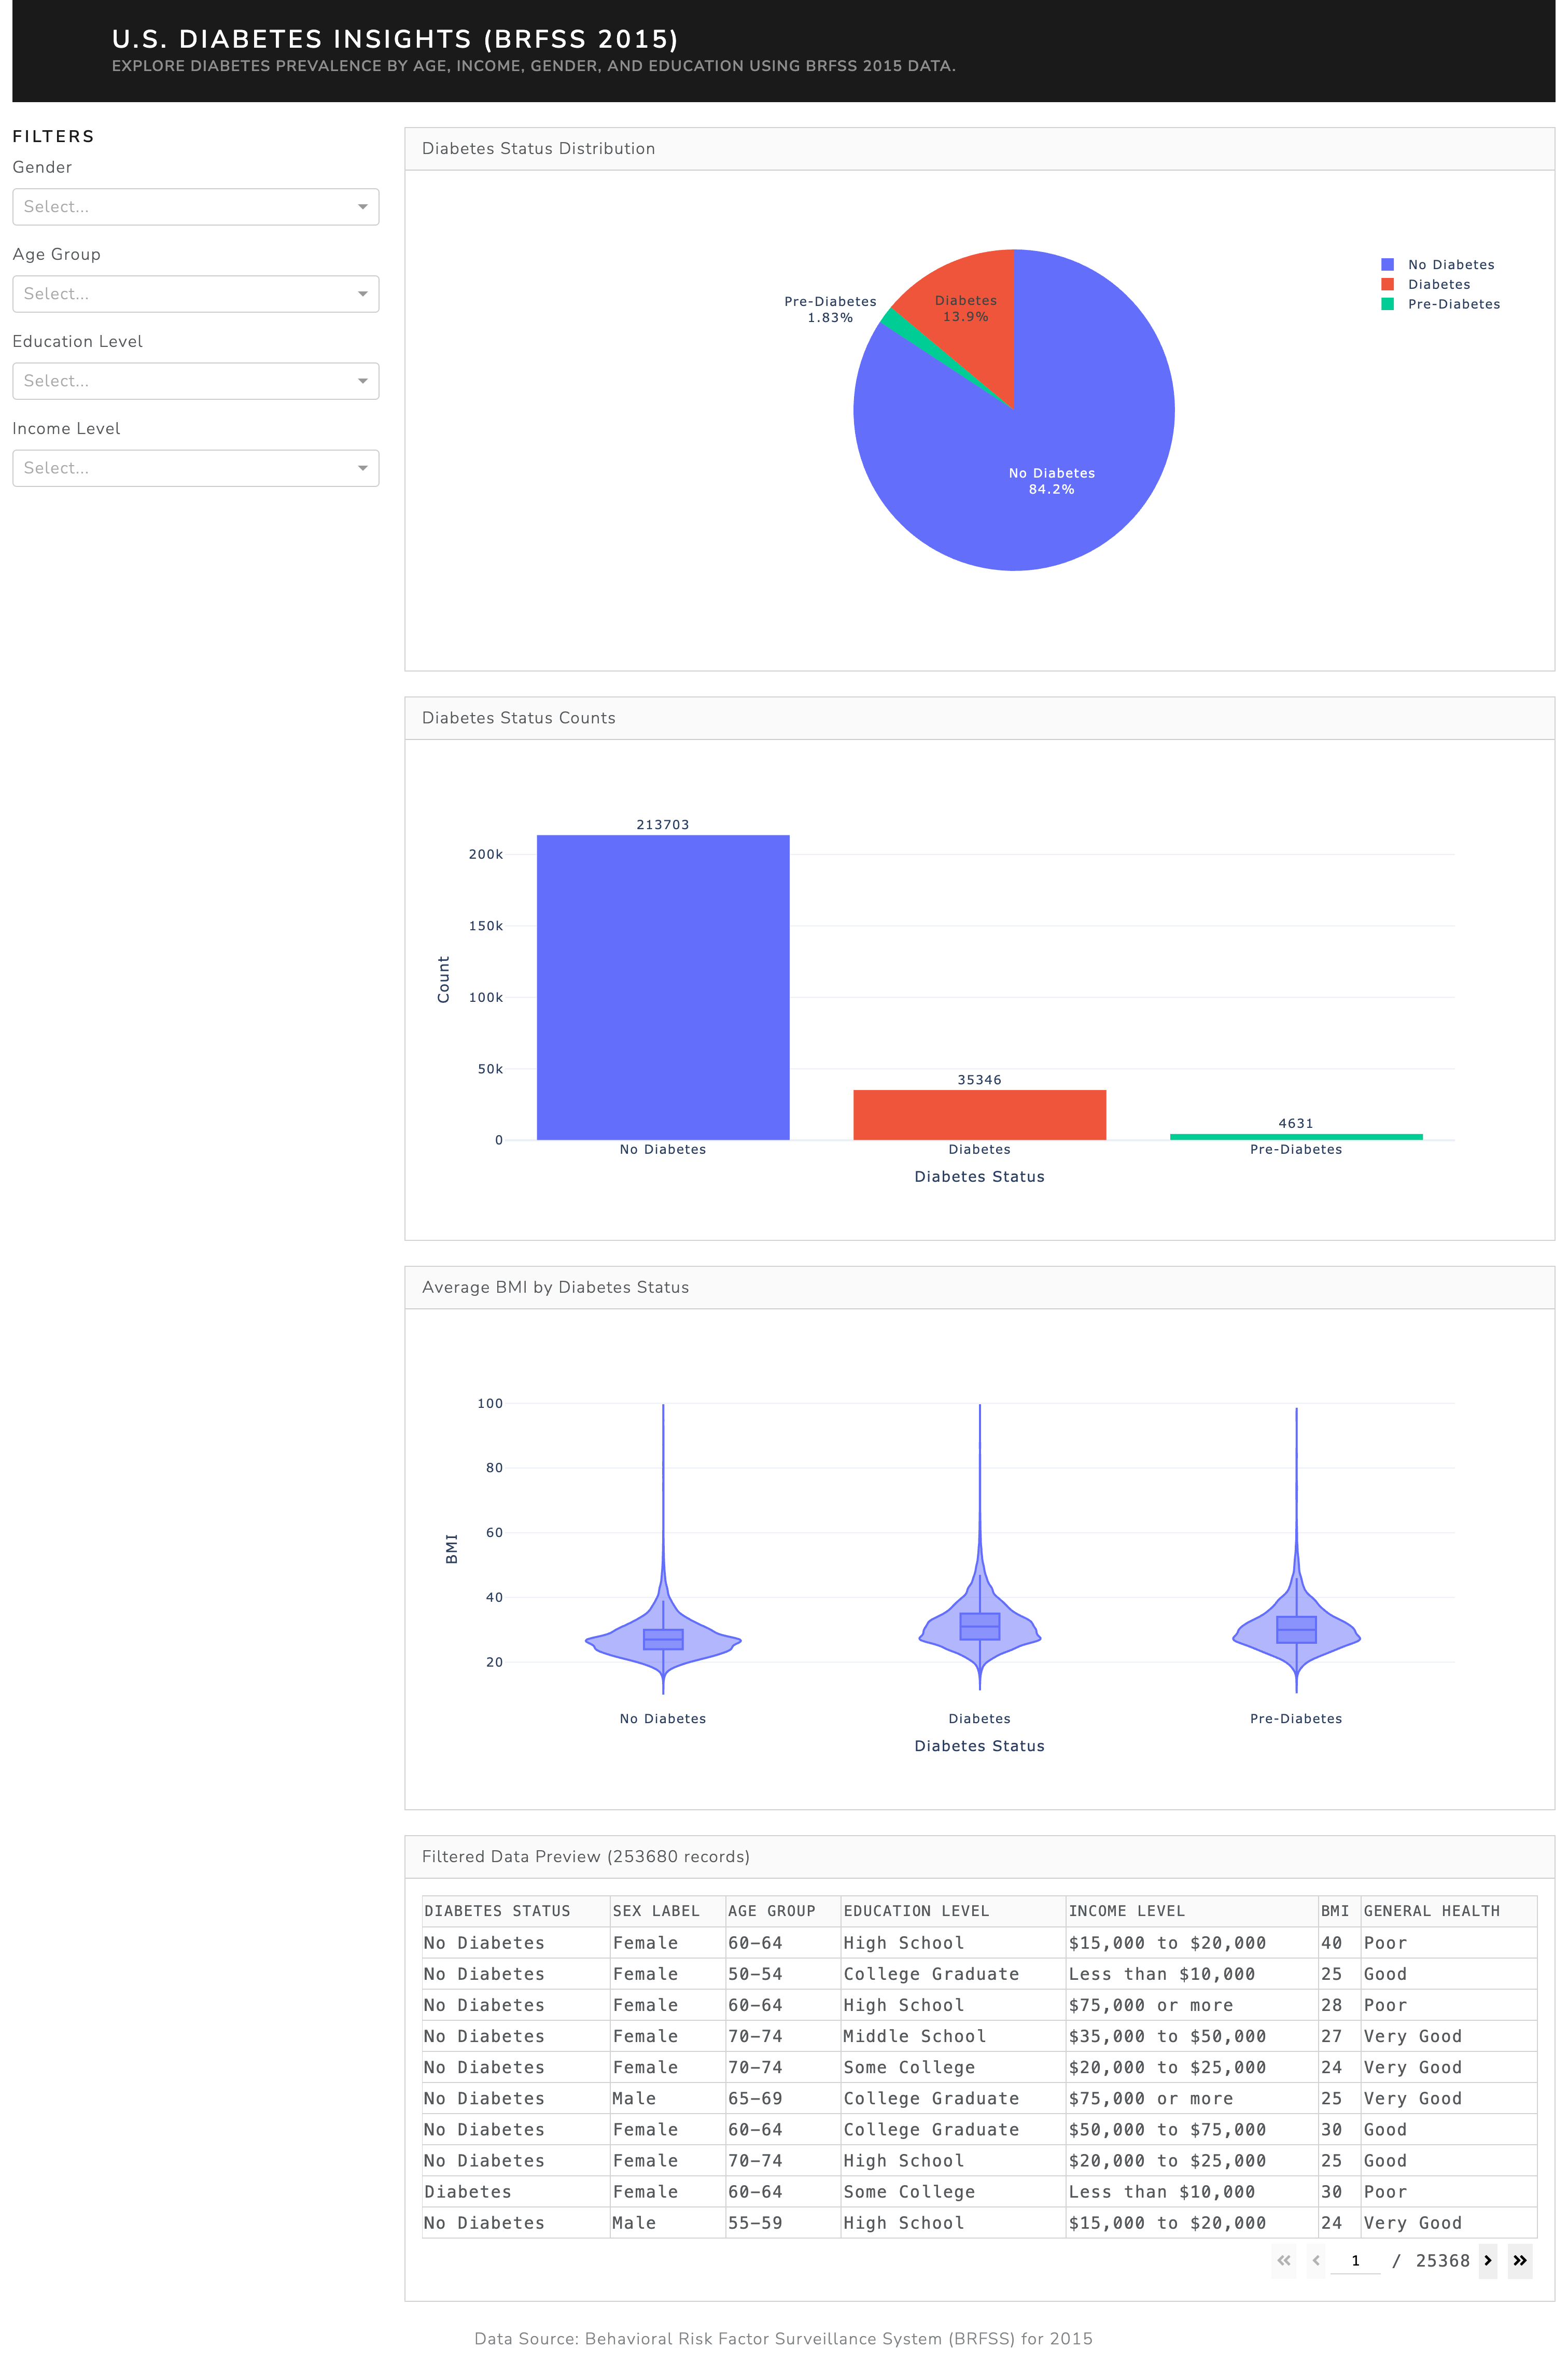 U.S. DIABETES INSIGHTS (BRFSS 2015)
EXPLORE DIABETES PREVALENCE BY AGE, INCOME, GENDER, AND EDUCATION USING BRFSS 2015 DATA.
FILTERS
Gender
Select...
Age Group
Select...
Education Level
Select...
Income Level
Select...
Diabetes Status Distribution
No Diabetes
Diabetes
Pre-Diabetes
Pre-Diabetes
1.83%
Diabetes
13.9%
No Diabetes
84.2%
Diabetes Status Counts
213703
200k
150k
Count
100k
50k
35346
4631
0
No Diabetes Diabetes Pre-Diabetes
Diabetes Status
Average BMI by Diabetes Status
100
80
60
BMI
40
20
No Diabetes Diabetes Pre-Diabetes
Diabetes Status
Filtered Data Preview (253680 records)
DIABETES STATUS SEX LABEL AGE GROUP EDUCATION LEVEL INCOME LEVEL BMI GENERAL HEALTH
No Diabetes Female 60-64 High School $15,000 to $20,000 40 Poor
No Diabetes Female 50-54 College Graduate Less than $10,000 25 Good
No Diabetes Female 60-64 High School $75,000 or more 28 Poor
No Diabetes Female 70-74 Middle School $35,000 to $50,000 27 Very Good
No Diabetes Female 70-74 Some College $20,000 to $25,000 24 Very Good
No Diabetes Male 65-69 College Graduate $75,000 or more 25 Very Good
No Diabetes Female 60-64 College Graduate $50,000 to $75,000 30 Good
No Diabetes Female 70-74 High School $20,000 to $25,000 25 Good
Diabetes Female 60-64 Some College Less than $10,000 30 Poor
No Diabetes Male 55-59 High School $15,000 to $20,000 24 Very Good
1 / 25368
Data Source: Behavioral Risk Factor Surveillance System (BRFSS) for 2015